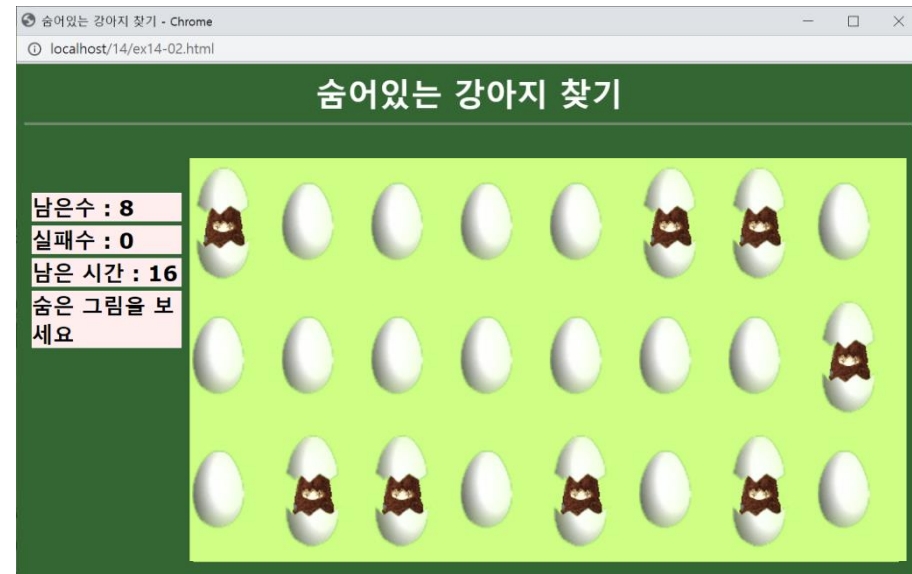 숨어있는 강아지 찾기 - Chrome
localhost/14/ex14-02.html
숨어있는 강아지 찾기
남은수 : 8
실패수 : 0
남은 시간 : 16
숨은 그림을 보
세요